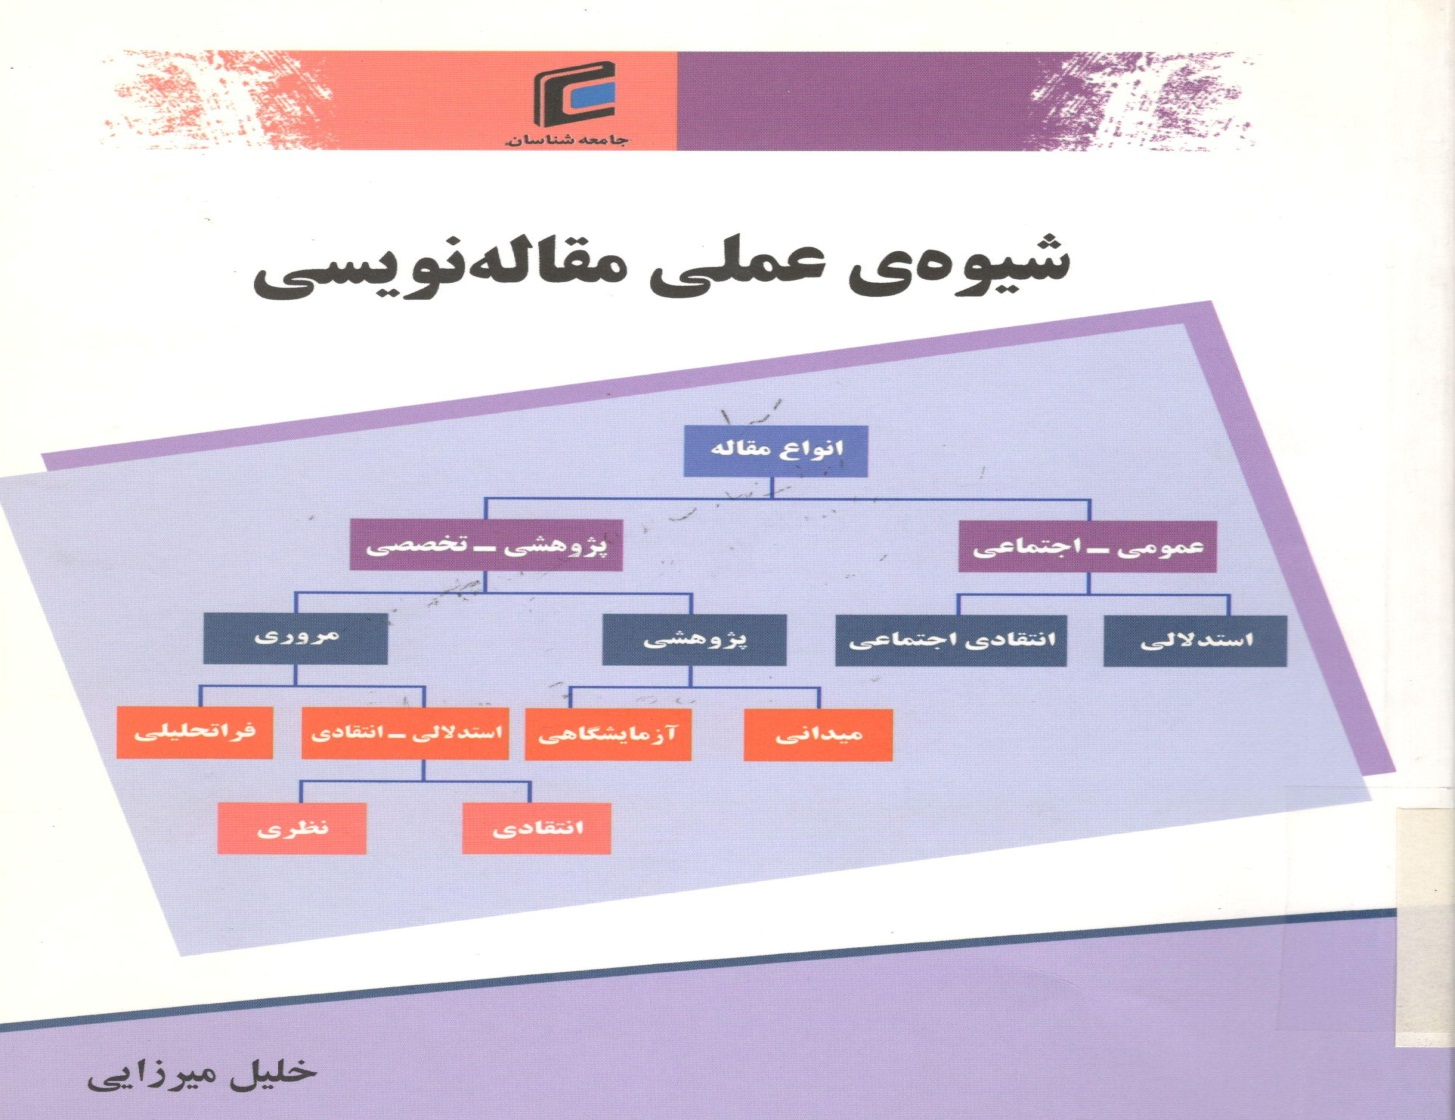 جامعه شناسان
شیوه‌ی عملی مقاله‌نویسی
انواع مقاله
عمومی ـ اجتماعی
پژوهشی ـ تخصصی
استدلالی
انتقادی اجتماعی
پژوهشی
مروری
میدانی
آزمایشگاهی
استدلالی ـ انتقادی
فراتحلیلی
انتقادی
نظری
خلیل میرزایی